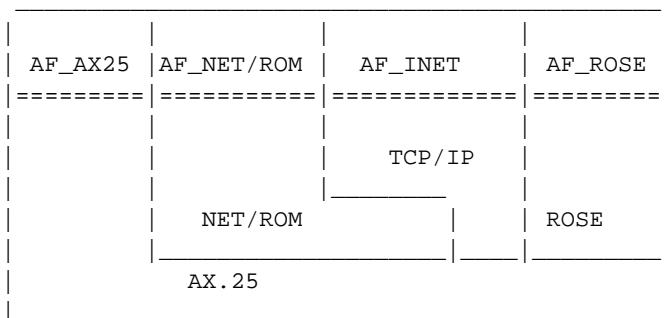 AF_AX25 AF_NET/ROM AF_INET AF_ROSE
TCP/IP
NET/ROM ROSE
AX.25